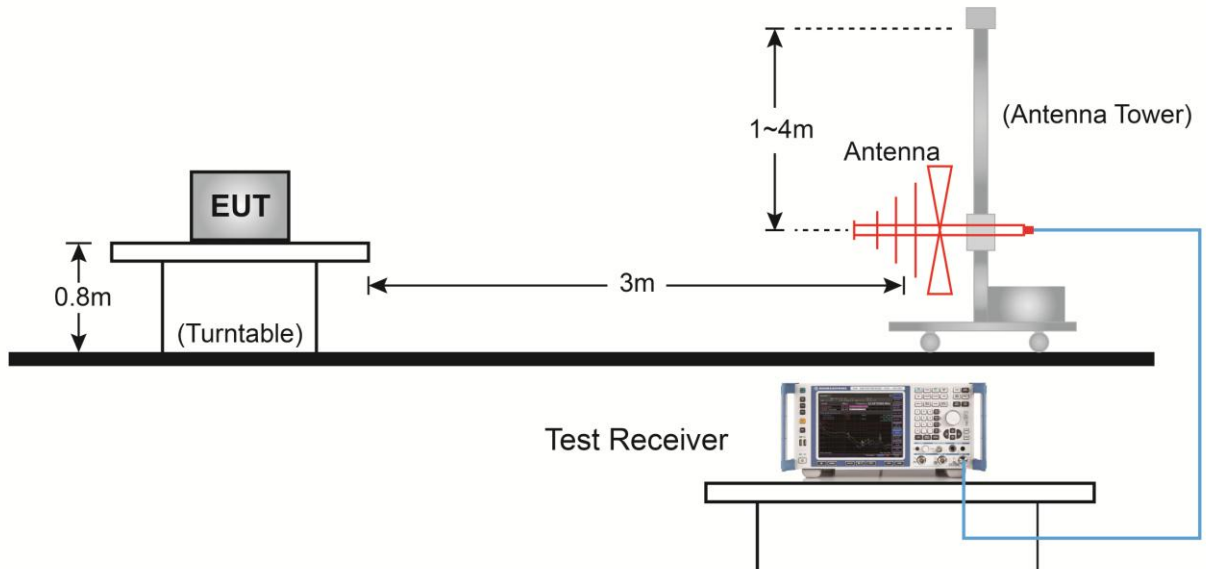 1~4m
(Antenna Tower)
Antenna
EUT
3m
0.8m
(Turntable)
Test Receiver